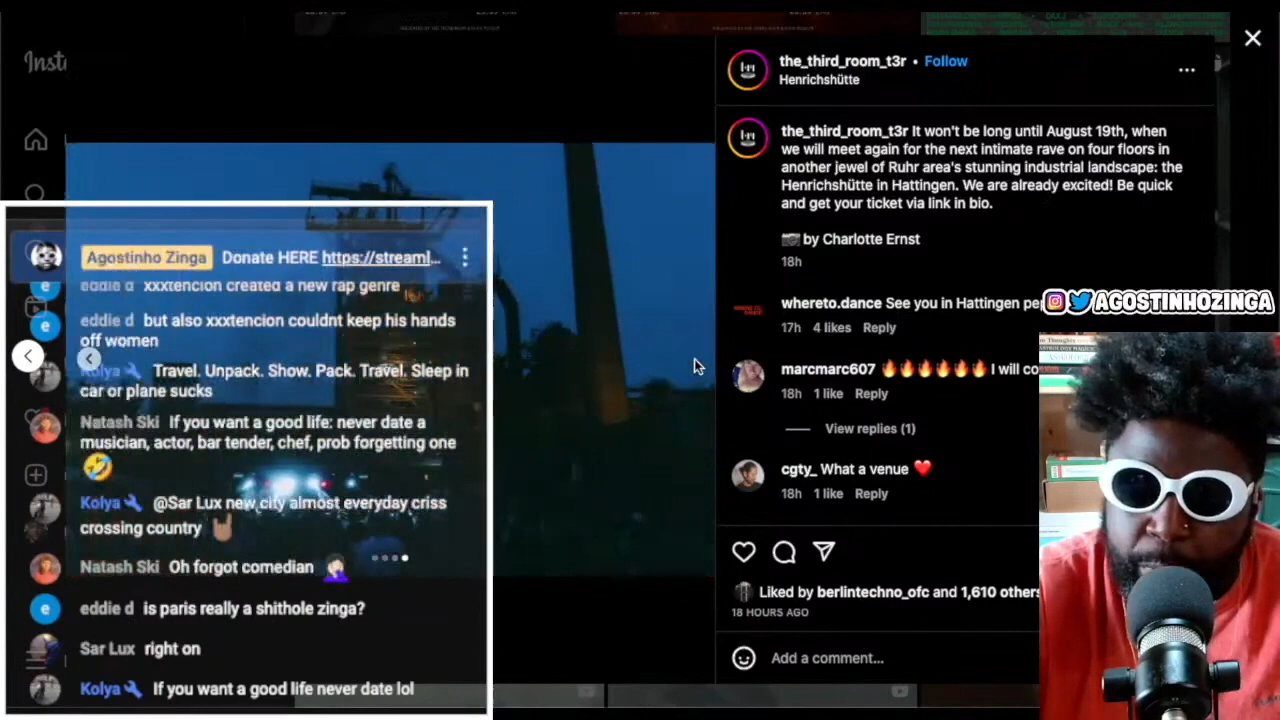 Insta
the_third_room_t3r • Follow
Henrichshütte
the_third_room_t3r It won't be long until August 19th, when
we will meet again for the next intimate rave on four floors in
another jewel of Ruhr area's stunning industrial landscape: the
Henrichshütte in Hattingen. We are already excited! Be quick
and get your ticket via link in bio.
📷 by Charlotte Ernst
18h
whereto.dance See you in Hattingen
17h 4 likes Reply
marcmarc607 🔥🔥🔥🔥🔥🔥 I will
18h 1 like Reply
View replies (1)
cgty_ What a venue ❤️
18h 1 like Reply
Liked by berlintechno_ofc and 1,610 others
18 HOURS AGO
Add a comment...
Agostinho Zinga Donate HERE https://streaml...
eddie d xxxtencion created a new rap genre
eddie d but also xxxtencion couldnt keep his hands
off women
Kolya Travel. Unpack. Show. Pack. Travel. Sleep in
car or plane sucks
Natash Ski If you want a good life: never date a
musician, actor, bar tender, chef, prob forgetting one
🤣
Kolya @Sar Lux new city almost everyday criss
crossing country 🤘🏽
Natash Ski Oh forgot comedian 🤦🏻‍♀️
e eddie d is paris really a shithole zinga?
Sar Lux right on
Kolya If you want a good life never date lol
AGOSTINHOZINGA